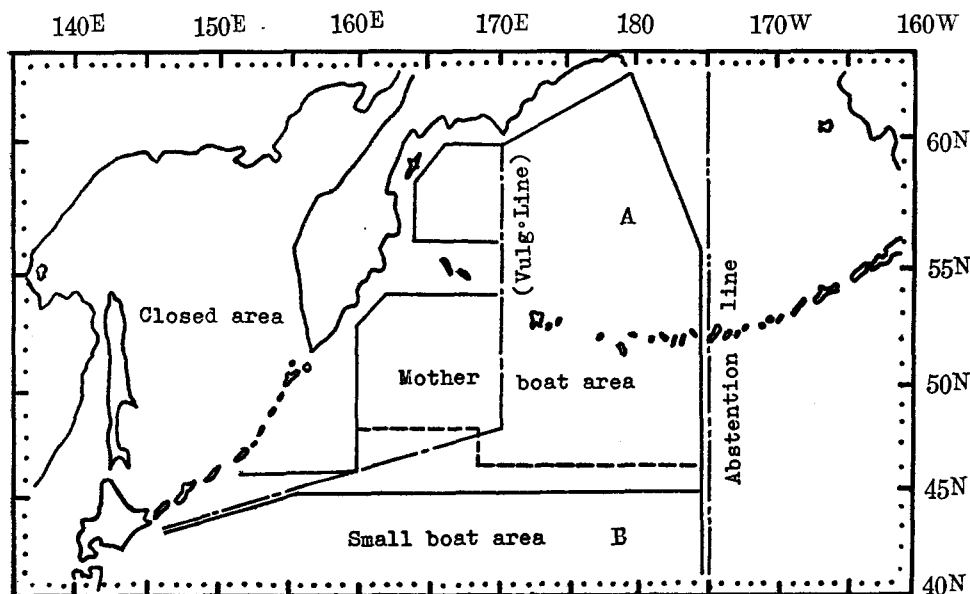 140E 150E 160E 170E 180 170W 160W
60N
(Vulg·Line)
A
55N
Closed area
Abstention line
50N
Mother boat area
45N
Small boat area B
40N